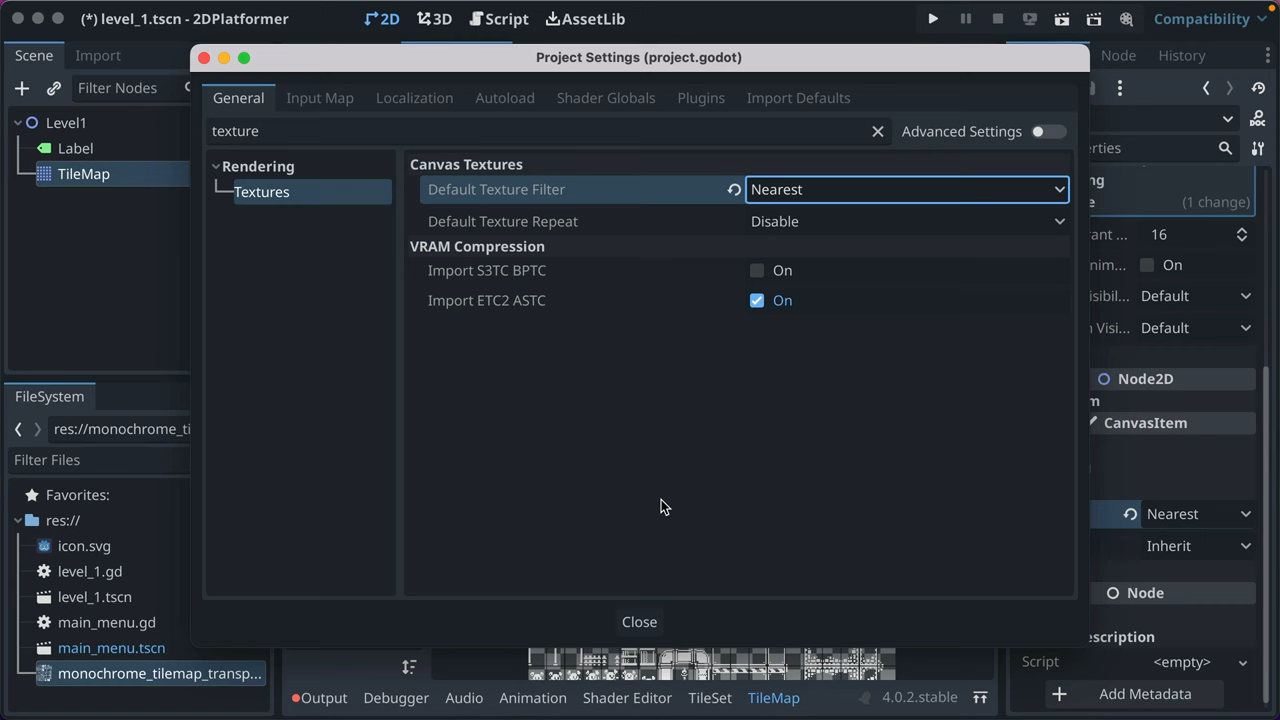 (*) level_1.tscn - 2DPlatformer
2D
3D
Script
AssetLib
Compatibility
Scene
Import
Node
History
Filter Nodes
Level1
Label
TileMap
Project Settings (project.godot)
General
Input Map
Localization
Autoload
Shader Globals
Plugins
Import Defaults
texture
Advanced Settings
Rendering
Textures
Canvas Textures
Default Texture Filter
Nearest
Default Texture Repeat
Disable
VRAM Compression
Import S3TC BPTC
On
Import ETC2 ASTC
On
Close
(1 change)
16
On
Default
Default
Node2D
CanvasItem
Nearest
Inherit
Node
Script
<empty>
Add Metadata
FileSystem
res://monochrome_ti
Filter Files
Favorites:
res://
icon.svg
level_1.gd
level_1.tscn
main_menu.gd
main_menu.tscn
monochrome_tilemap_transp...
Output
Debugger
Audio
Animation
Shader Editor
TileSet
TileMap
4.0.2.stable